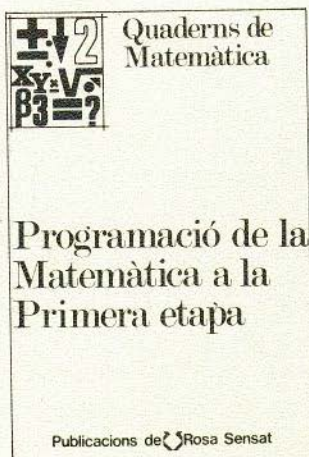 Quaderns de
Matemàtica
Programació de la
Matemàtica a la
Primera etapa
Publicacions de Rosa Sensat